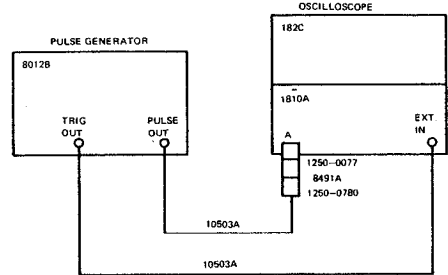 OSCILLOSCOPE
182C
PULSE GENERATOR
8012B
1810A
TRIG
OUT
PULSE
OUT
A
EXT
IN
1250-0077
8491A
1250-0780
10503A
10503A